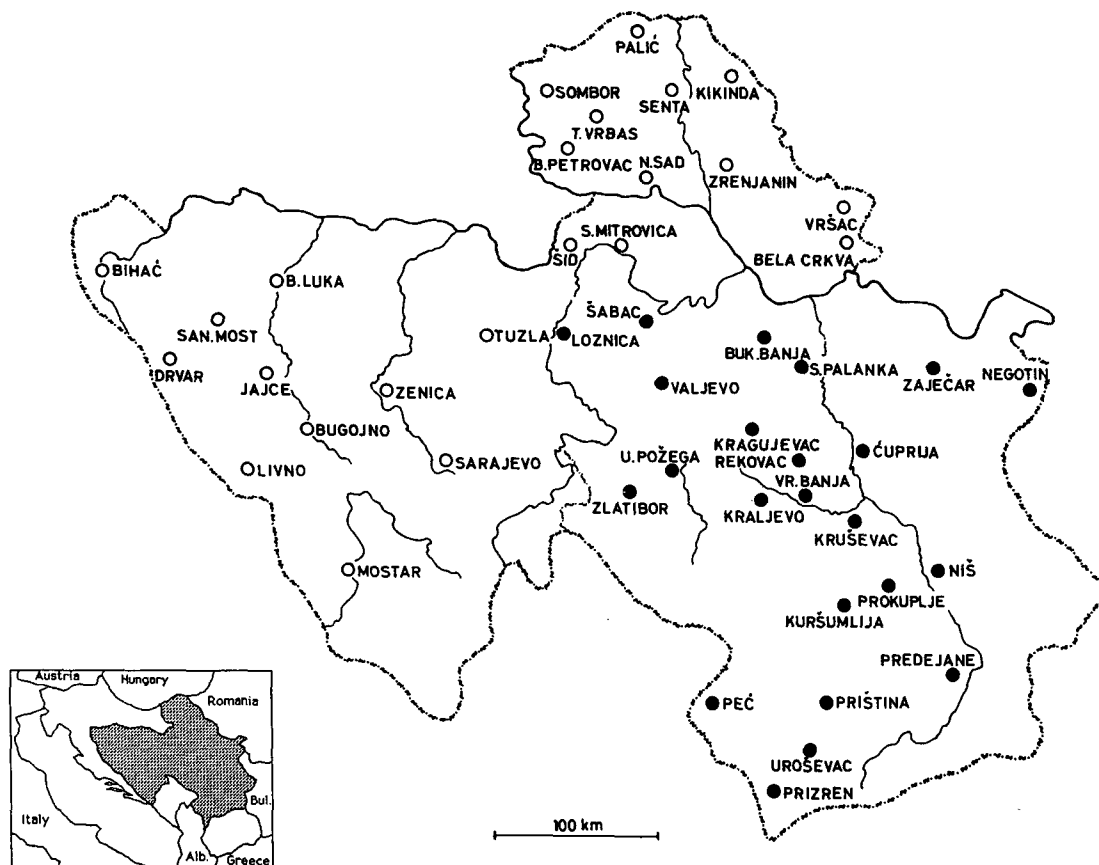 PALIĆ
SOMBOR
SENTA
KIKINDA
T. VRBAS
B. PETROVAC
N. SAD
ZRENJANIN
VRŠAC
S. MITROVICA
ŠID
BELA CRKVA
BIHAĆ
B. LUKA
ŠABAC
SAN. MOST
TUZLA
LOZNICA
BUK. BANJA
S. PALANKA
DRVAR
JAJCE
ZENICA
VALJEVO
ZAJEČAR
NEGOTIN
BUGOJNO
KRAGUJEVAC
ĆUPRIJA
LIVNO
SARAJEVO
U. POŽEGA
REKOVAC
VR. BANJA
ZLATIBOR
KRALJEVO
KRUŠEVAC
MOSTAR
NIŠ
PROKUPLJE
KURŠUMLIJA
PREDEJANE
PEĆ
PRIŠTINA
UROŠEVAC
PRIZREN
100 km
Austria
Hungary
Romania
Italy
Bul.
Alb.
Greece